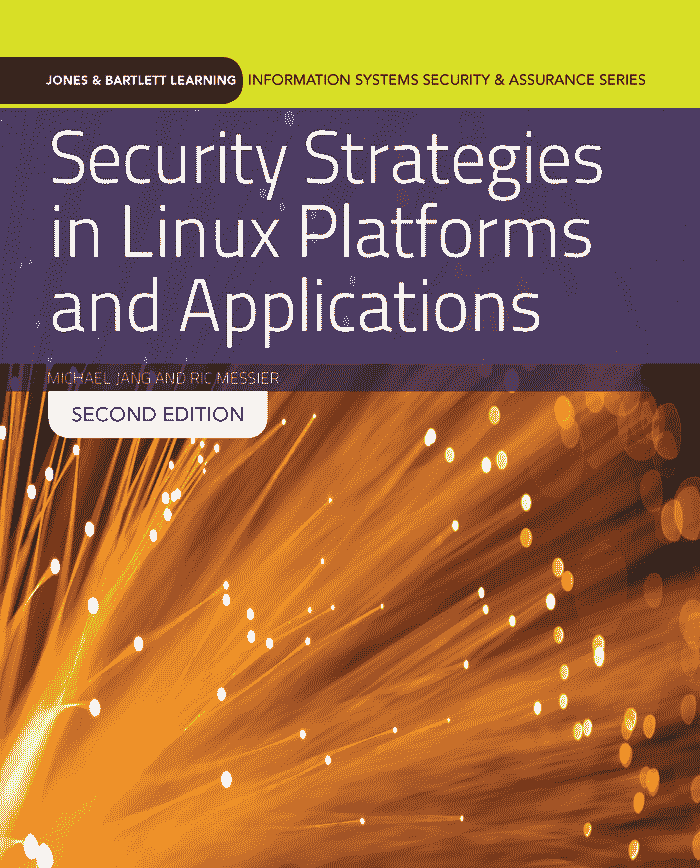 JONES & BARTLETT LEARNING INFORMATION SYSTEMS SECURITY & ASSURANCE SERIES
Security Strategies
in Linux Platforms
and Applications
MICHAEL JANG AND RIC MESSIER
SECOND EDITION